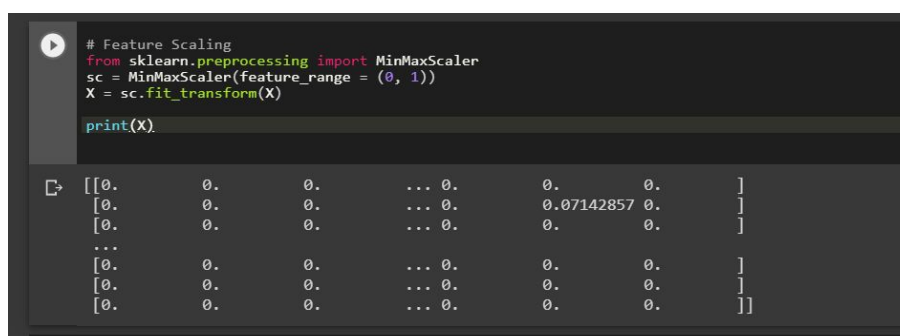 # Feature Scaling
from sklearn.preprocessing import MinMaxScaler
sc = MinMaxScaler(feature_range = (0, 1))
X = sc.fit_transform(X)
print(X)
[[0. 0. 0. ... 0. 0. 0. ]
[0. 0. 0. ... 0. 0.07142857 0. ]
[0. 0. 0. ... 0. 0. 0. ]
...
[0. 0. 0. ... 0. 0. 0. ]
[0. 0. 0. ... 0. 0. 0. ]
[0. 0. 0. ... 0. 0. 0. ]]